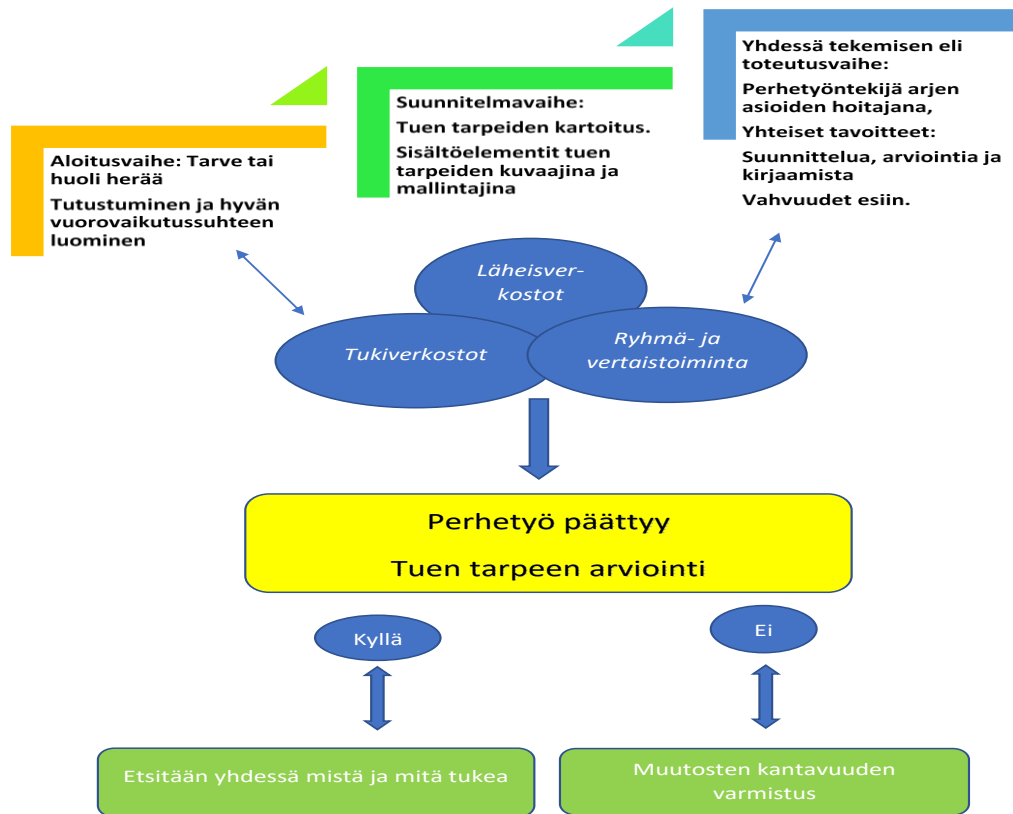 Aloitusvaihe: Tarve tai
huoli herää
Tutustuminen ja hyvän
vuorovaikutussuhteen
luominen
Suunnitelmavaihe:
Tuen tarpeiden kartoitus.
Sisältöelementit tuen
tarpeiden kuvaajina ja
mallintajina
Yhdessä tekemisen eli
toteutusvaihe:
Perhetyöntekijä arjen
asioiden hoitajana,
Yhteiset tavoitteet:
Suunnittelua, arviointia ja
kirjaamista
Vahvuudet esiin.
Läheisver-
kostot
Tukiverkostot
Ryhmä- ja
vertaistoiminta
Perhetyö päättyy
Tuen tarpeen arviointi
Kyllä
Ei
Etsitään yhdessä mistä ja mitä tukea
Muutosten kantavuuden
varmistus